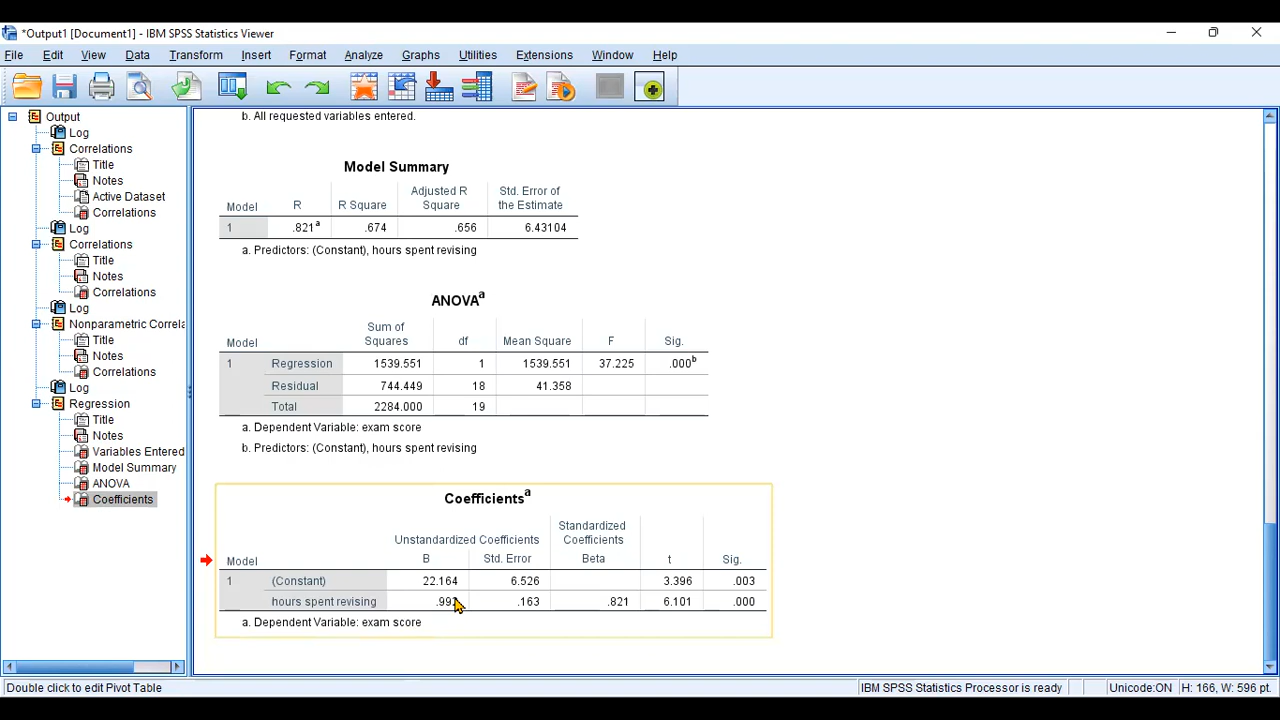 *Output1 [Document1] - IBM SPSS Statistics Viewer
File Edit View Data Transform Insert Format Analyze Graphs Utilities Extensions Window Help
Output
Log
Correlations
Title
Notes
Active Dataset
Correlations
Log
Correlations
Title
Notes
Correlations
Log
Nonparametric Correla
Title
Notes
Correlations
Log
Regression
Title
Notes
Variables Entered
Model Summary
ANOVA
Coefficients
b. All requested variables entered.
Model Summary
Model R R Square Adjusted R Square Std. Error of the Estimate
1 .821a .674 .656 6.43104
a. Predictors: (Constant), hours spent revising
ANOVAa
Model Sum of Squares df Mean Square F Sig.
1 Regression 1539.551 1 1539.551 37.225 .000b
Residual 744.449 18 41.358
Total 2284.000 19
a. Dependent Variable: exam score
b. Predictors: (Constant), hours spent revising
Coefficientsa
Unstandardized Coefficients Standardized Coefficients
Model B Std. Error Beta t Sig.
1 (Constant) 22.164 6.526 3.396 .003
hours spent revising .163 .821 6.101 .000
a. Dependent Variable: exam score
Double click to edit Pivot Table IBM SPSS Statistics Processor is ready Unicode:ON H: 166, W: 596 pt.